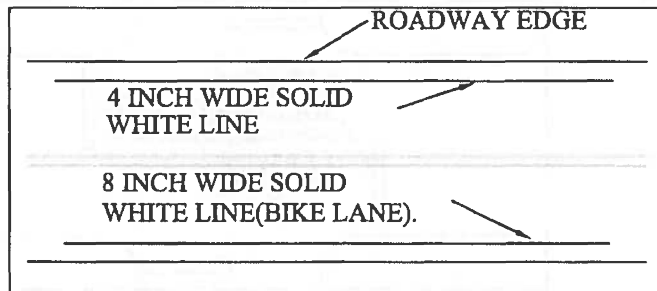 ROADWAY EDGE
4 INCH WIDE SOLID
WHITE LINE
8 INCH WIDE SOLID
WHITE LINE(BIKE LANE).